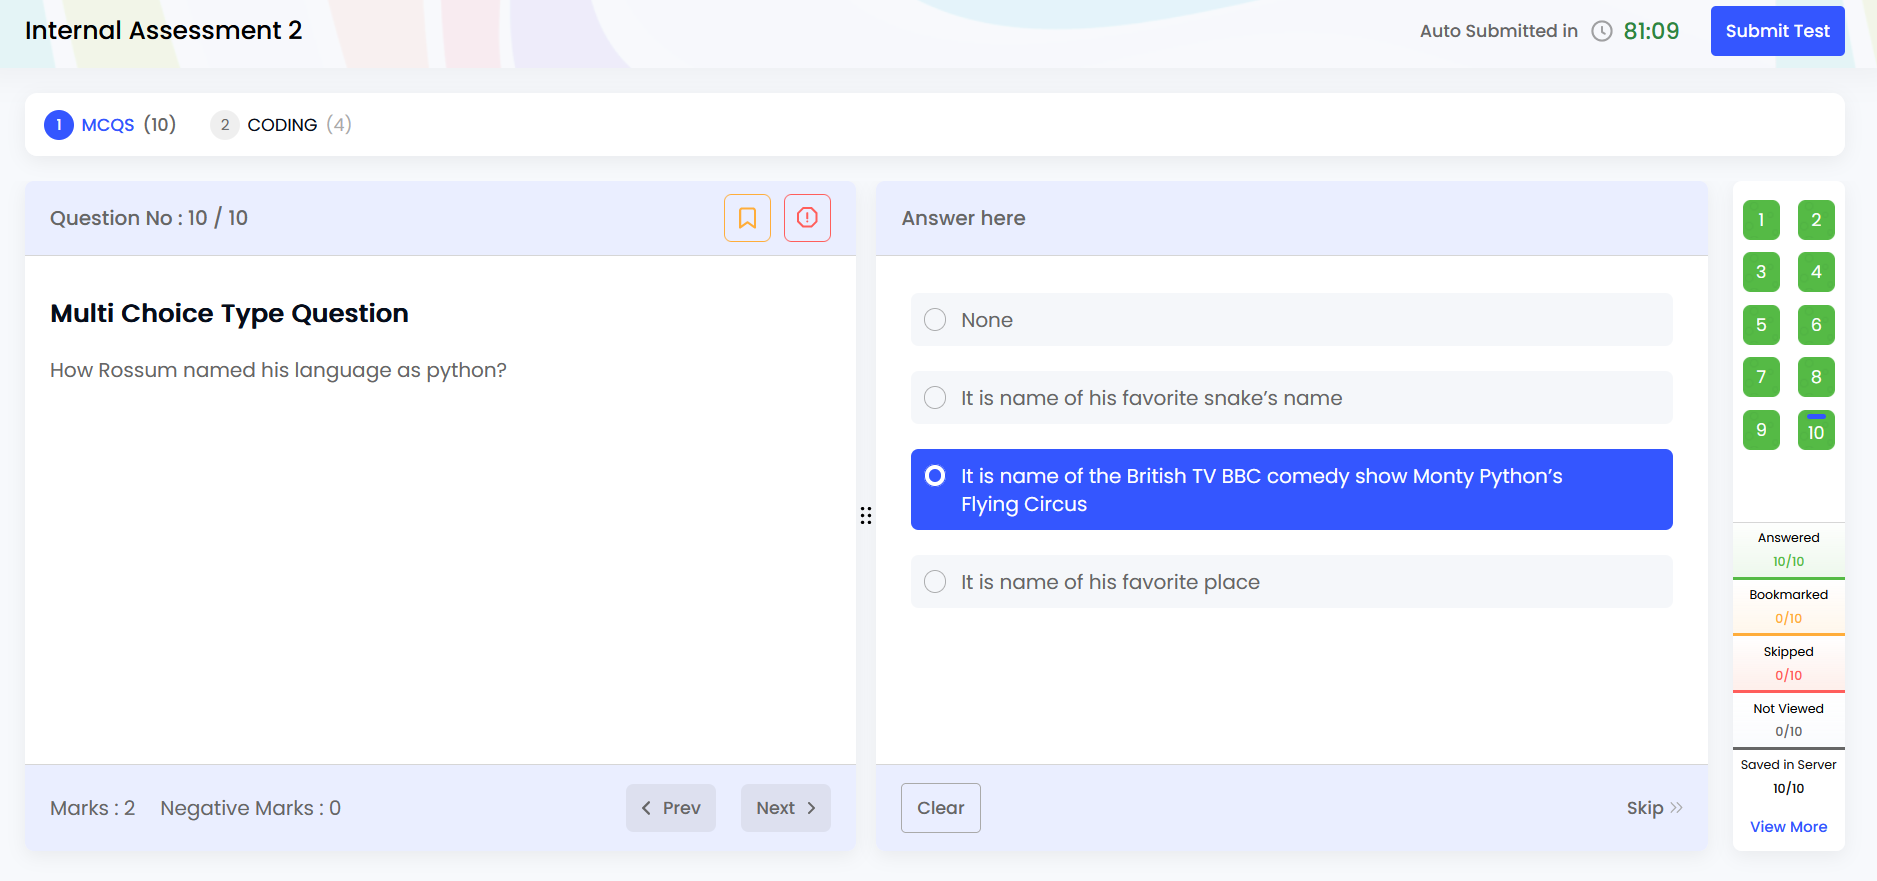 Internal Assessment 2
Auto Submitted in 81:09
Submit Test
1 MCQS (10)
2 CODING (4)
Question No : 10 / 10
Multi Choice Type Question
How Rossum named his language as python?
Marks : 2
Negative Marks : 0
Prev
Next
Answer here
None
It is name of his favorite snake’s name
It is name of the British TV BBC comedy show Monty Python’s
Flying Circus
It is name of his favorite place
Clear
Skip
1 2
3 4
5 6
7 8
9 10
Answered
10/10
Bookmarked
0/10
Skipped
0/10
Not Viewed
0/10
Saved in Server
10/10
View More